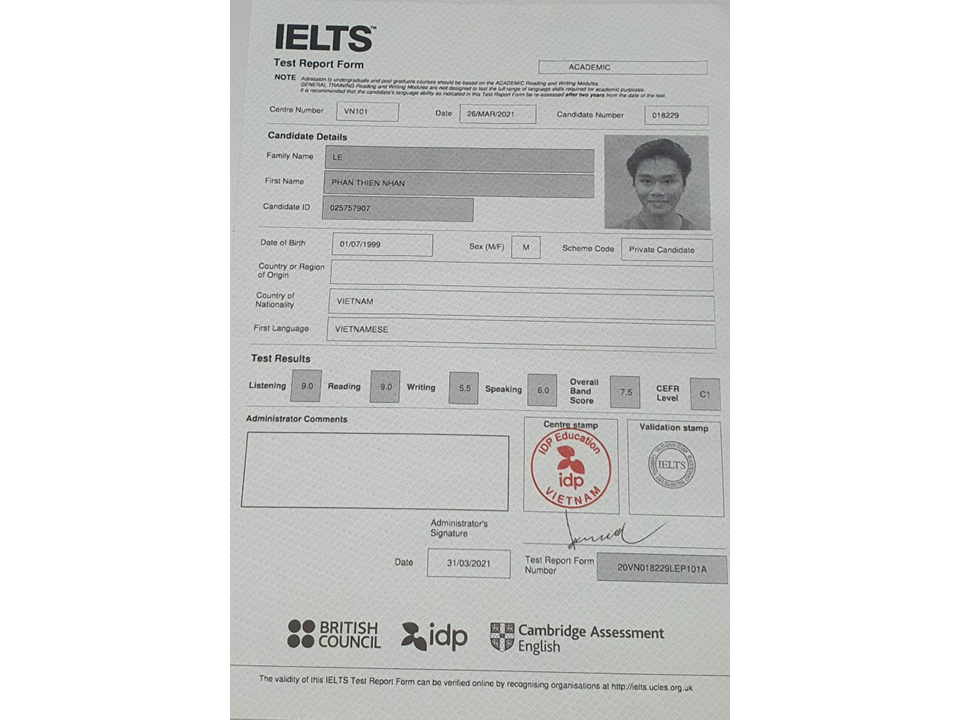 IELTS™
Test Report Form
ACADEMIC
NOTE Admission to undergraduate and post graduate courses should be based on the ACADEMIC Reading and Writing Modules.
GENERAL TRAINING Reading and Writing Modules are not designed to test the full range of language skills required for academic purposes.
It is recommended that the candidate's language ability as indicated in this Test Report Form be re-assessed after two years from the date of the test.
Centre Number VN101 Date 26/MAR/2021 Candidate Number 018229
Candidate Details
Family Name LE
First Name PHAN THIEN NHAN
Candidate ID 025757907
Date of Birth 01/07/1999 Sex (M/F) M Scheme Code Private Candidate
Country or Region
of Origin
Country of
Nationality VIETNAM
First Language VIETNAMESE
Test Results
Listening 9.0 Reading 9.0 Writing 5.5 Speaking 6.0 Overall Band Score 7.5 CEFR Level C1
Administrator Comments
Centre stamp
IDP Education
idp
VIETNAM
Validation stamp
IELTS
Administrator's
Signature
Date 31/03/2021
Test Report Form
Number 20VN018229LEP101A
BRITISH
COUNCIL
idp
Cambridge Assessment
English
The validity of this IELTS Test Report Form can be verified online by recognising organisations at http://ielts.ucles.org.uk